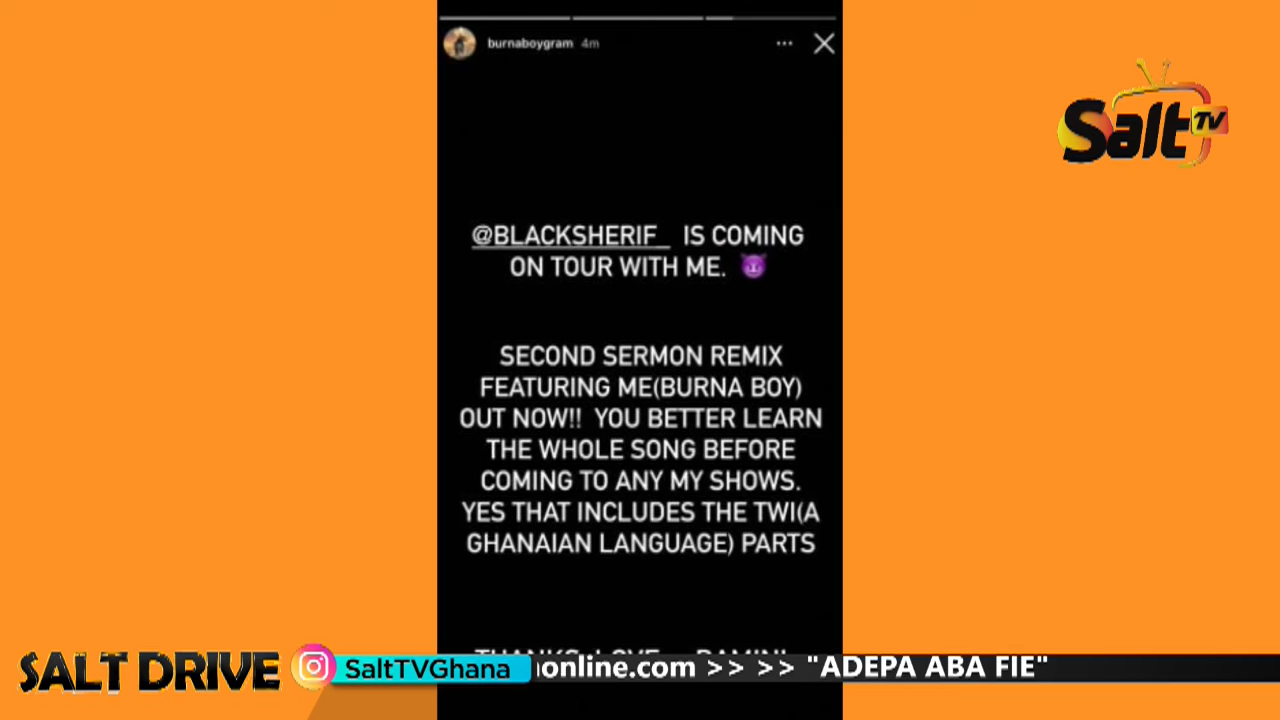 burnaboygram 4m
Salt TV
@BLACKSHERIF_ IS COMING
ON TOUR WITH ME. 😈
SECOND SERMON REMIX
FEATURING ME(BURNA BOY)
OUT NOW!! YOU BETTER LEARN
THE WHOLE SONG BEFORE
COMING TO ANY MY SHOWS.
YES THAT INCLUDES THE TWI(A
GHANAIAN LANGUAGE) PARTS
SALT DRIVE SaltTVGhana online.com >> >> "ADEPA ABA FIE"